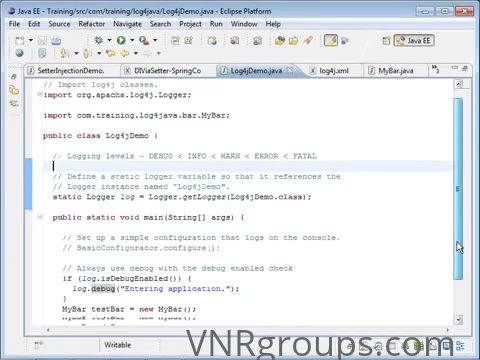 Java EE - Training/src/com/training/log4java/Log4jDemo.java - Eclipse Platform
File Edit Source Refactor Navigate Search Project Run Window Help
Java EE
SetterInjectionDemo. DIViaSetter-SpringCo Log4jDemo.java log4j.xml MyBar.java
// Import log4j classes.
import org.apache.log4j.Logger;
import com.training.log4java.bar.MyBar;
public class Log4jDemo {
// Logging levels - DEBUG < INFO < WARN < ERROR < FATAL
// Define a static logger variable so that it references the
// Logger instance named "Log4jDemo".
static Logger log = Logger.getLogger(Log4jDemo.class);
public static void main(String[] args) {
// Set up a simple configuration that logs on the console.
// BasicConfigurator.configure();
// Always use debug with the debug enabled check
if (log.isDebugEnabled()) {
log.debug("Entering application.");
}
MyBar testBar = new MyBar();
MyBar testBar = new MyBar();
Writable
VNRgroups.com